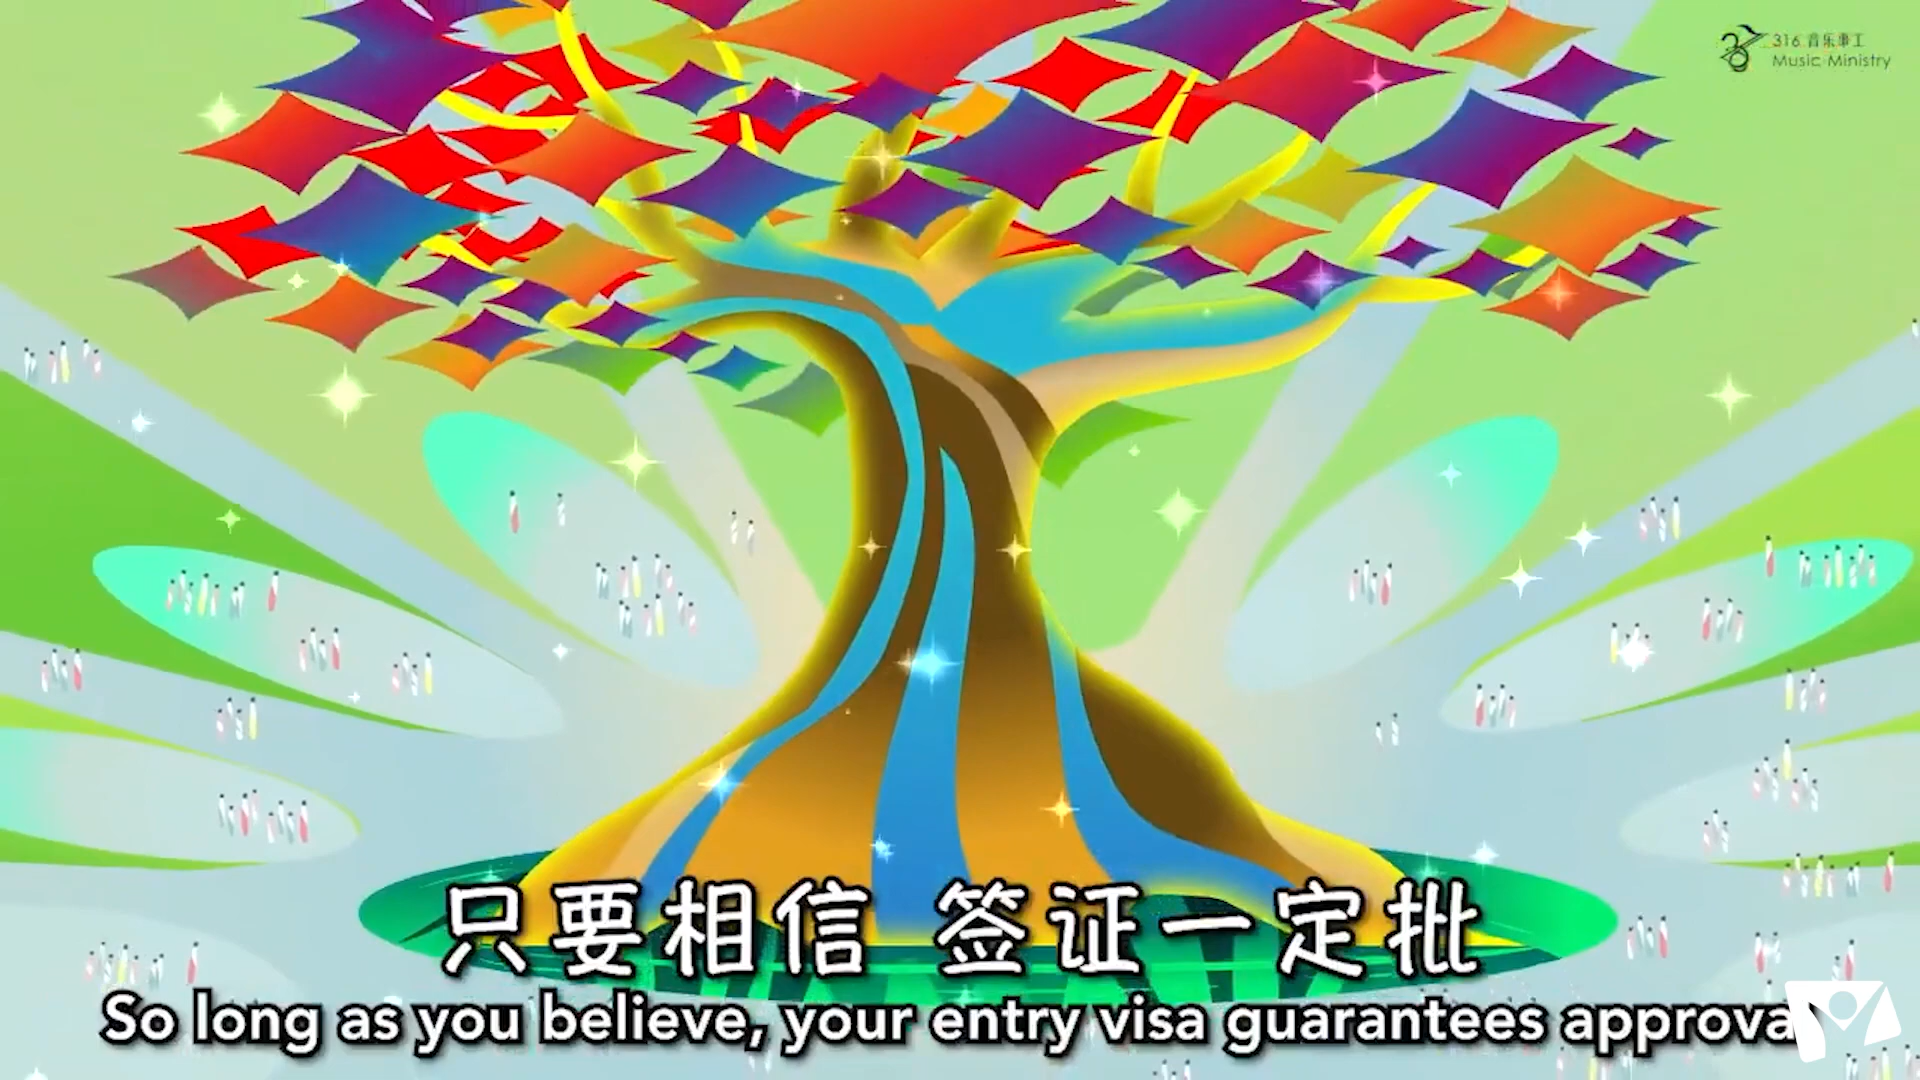 316 音乐事工
Music Ministry
只要相信 签证一定批
So long as you believe, your entry visa guarantees approva